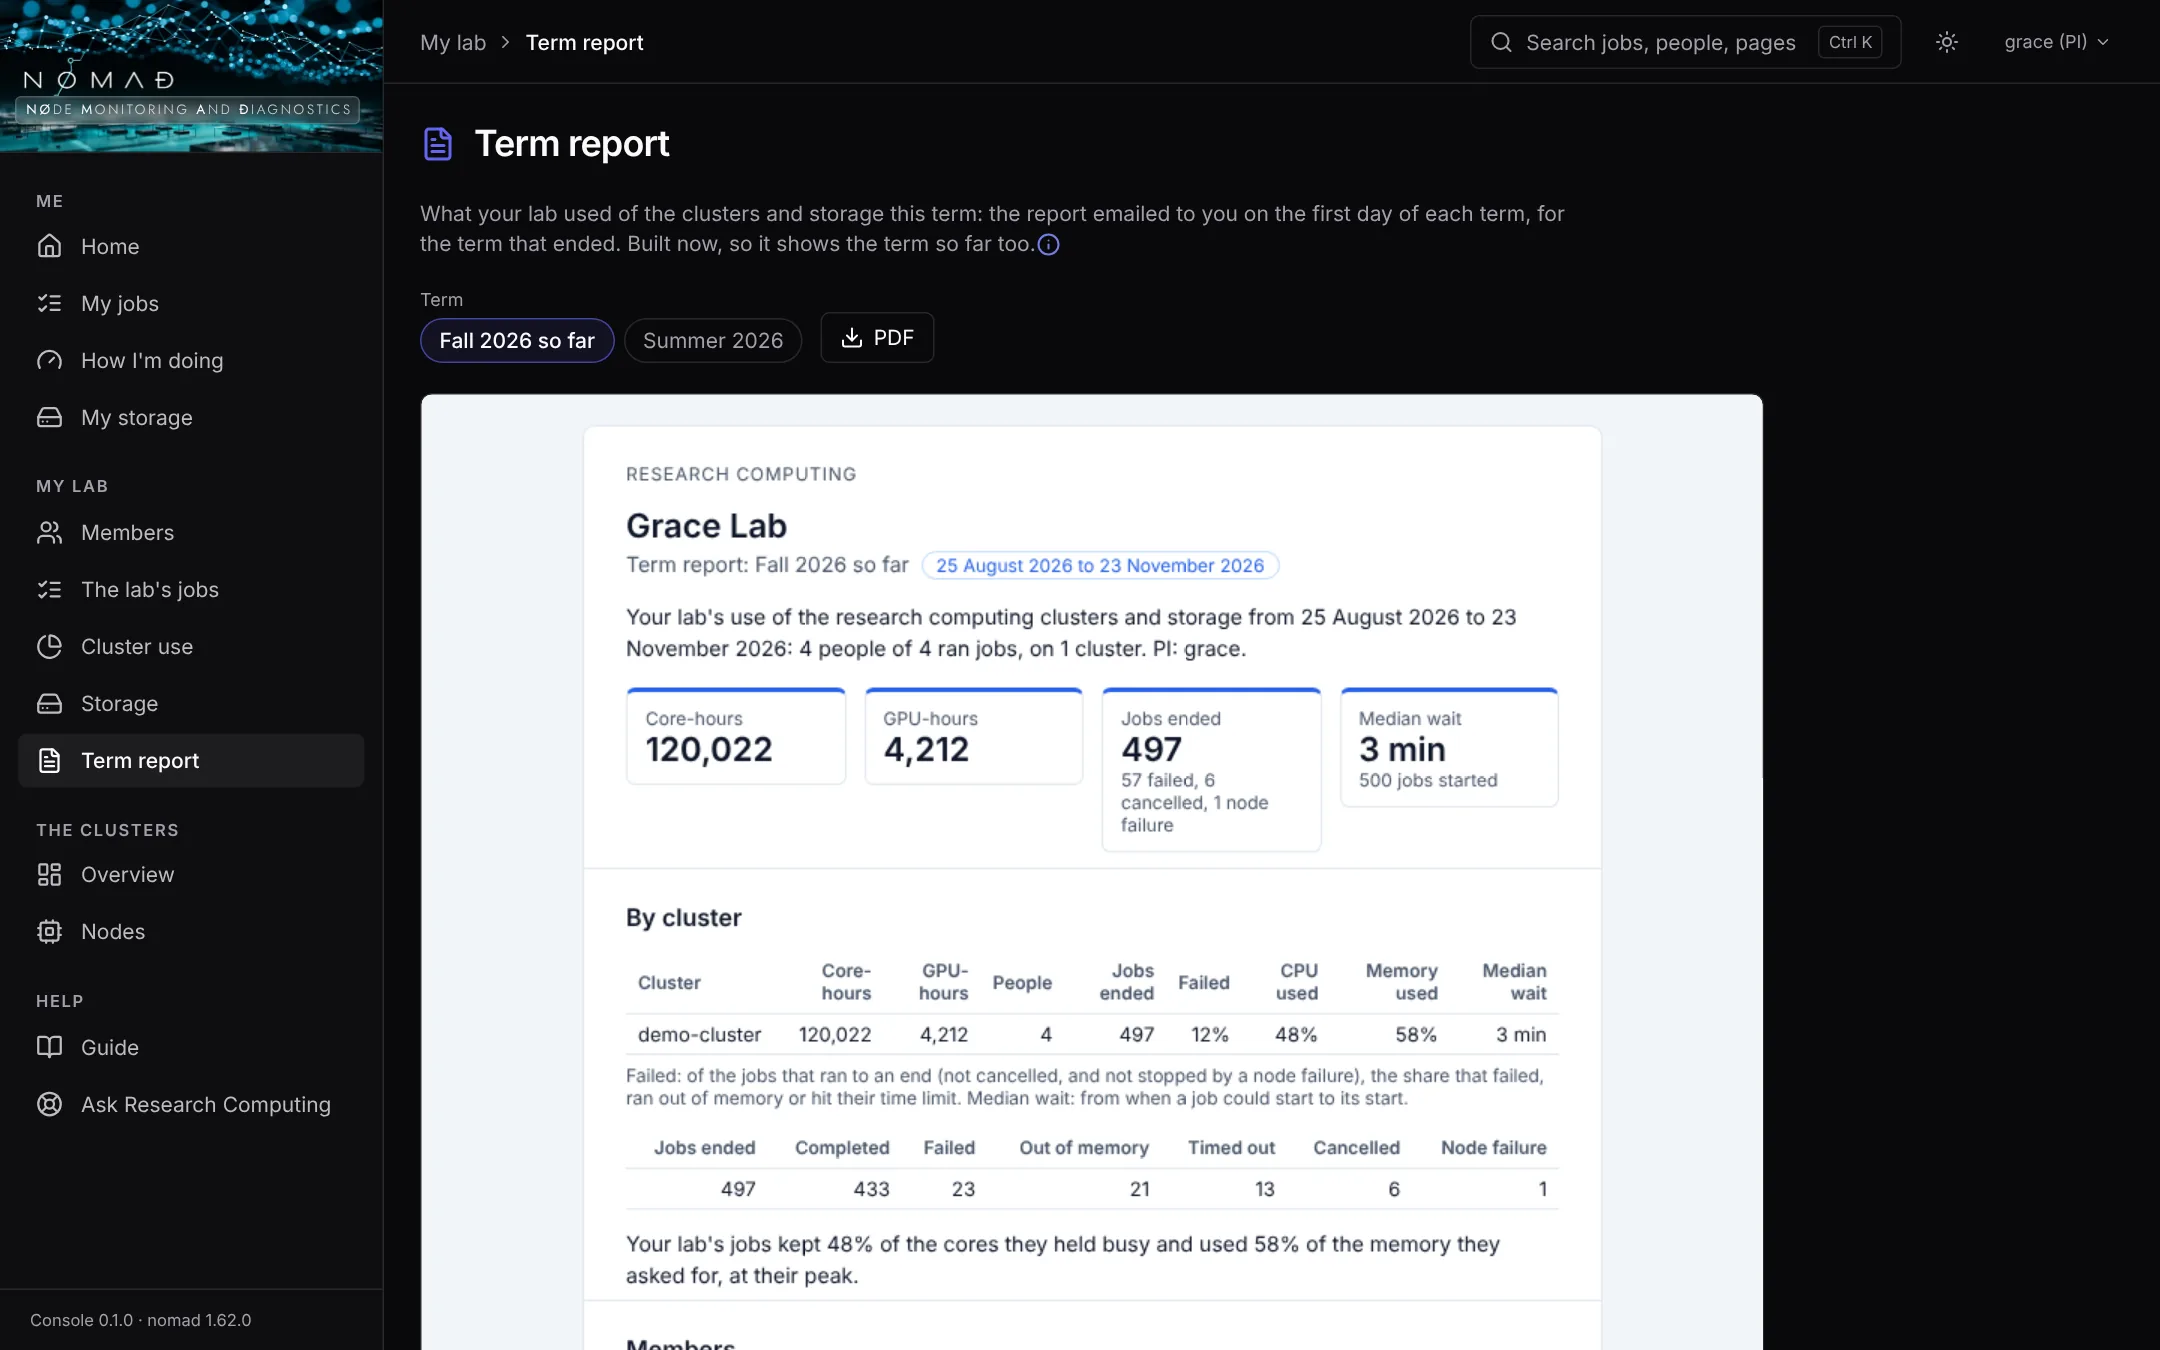 NØMAD
NØDE MONITORING AND ÐIAGNOSTICS
My lab > Term report
Search jobs, people, pages
Ctrl K
grace (PI)
ME
Home
My jobs
How I'm doing
My storage
MY LAB
Members
The lab's jobs
Cluster use
Storage
Term report
THE CLUSTERS
Overview
Nodes
HELP
Guide
Ask Research Computing
Console 0.1.0 · nomad 1.62.0
Term report
What your lab used of the clusters and storage this term: the report emailed to you on the first day of each term, for
the term that ended. Built now, so it shows the term so far too.
Term
Fall 2026 so far
Summer 2026
PDF
RESEARCH COMPUTING
Grace Lab
Term report: Fall 2026 so far 25 August 2026 to 23 November 2026
Your lab's use of the research computing clusters and storage from 25 August 2026 to 23
November 2026: 4 people of 4 ran jobs, on 1 cluster. PI: grace.
Core-hours
120,022
GPU-hours
4,212
Jobs ended
497
57 failed, 6
cancelled, 1 node
failure
Median wait
3 min
500 jobs started
By cluster
Cluster Core-hours GPU-hours People Jobs ended Failed CPU used Memory used Median wait
demo-cluster 120,022 4,212 4 497 12% 48% 58% 3 min
Failed: of the jobs that ran to an end (not cancelled, and not stopped by a node failure), the share that failed,
ran out of memory or hit their time limit. Median wait: from when a job could start to its start.
Jobs ended Completed Failed Out of memory Timed out Cancelled Node failure
497 433 23 21 13 6 1
Your lab's jobs kept 48% of the cores they held busy and used 58% of the memory they
asked for, at their peak.
Members